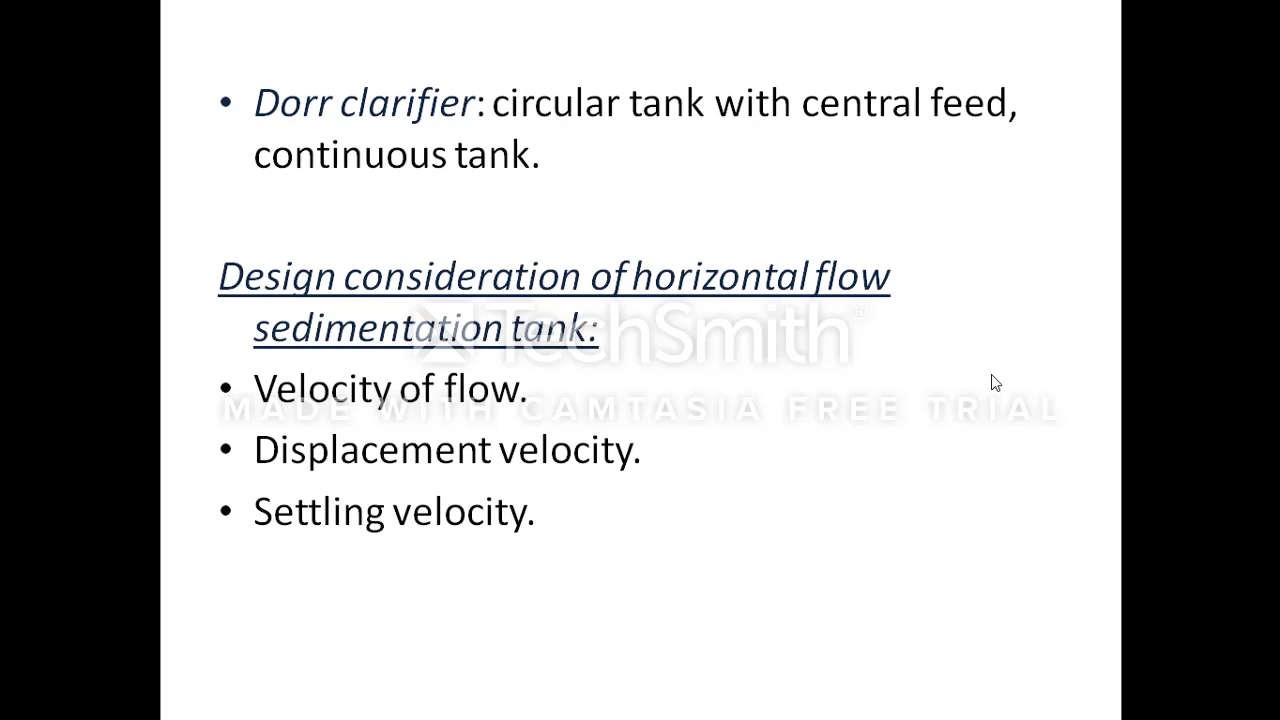 • Dorr clarifier: circular tank with central feed,
continuous tank.
Design consideration of horizontal flow
sedimentation tank:
TechSmith®
• Velocity of flow.
MADE WITH CAMTASIA FREE TRIAL
• Displacement velocity.
• Settling velocity.